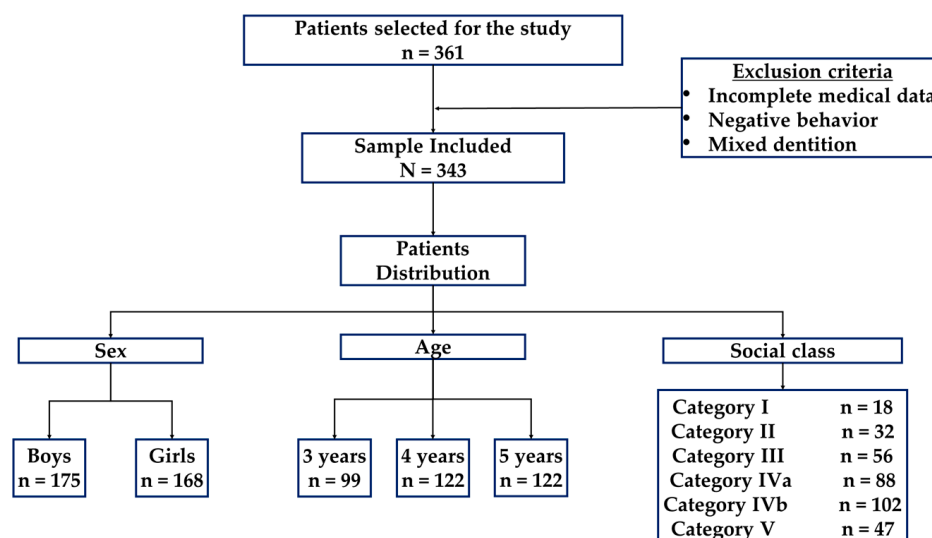 Patients selected for the study
n = 361
Exclusion criteria
• Incomplete medical data
• Negative behavior
• Mixed dentition
Sample Included
N = 343
Patients
Distribution
Sex
Age
Social class
Boys
n = 175
Girls
n = 168
3 years
n = 99
4 years
n = 122
5 years
n = 122
Category I n = 18
Category II n = 32
Category III n = 56
Category IVa n = 88
Category IVb n = 102
Category V n = 47